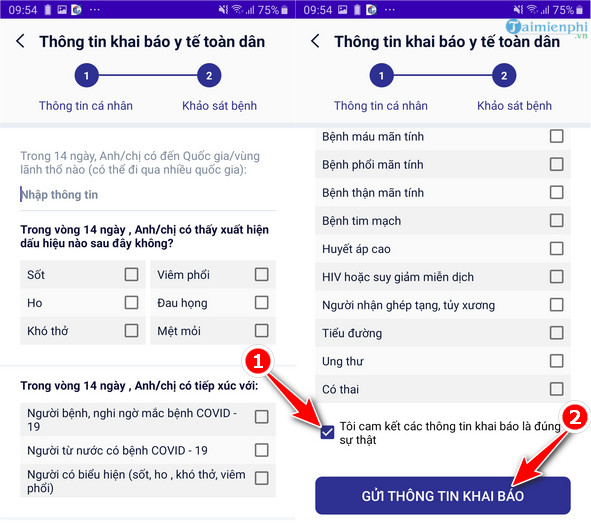 09:54
75%
Thông tin khai báo y tế toàn dân
1
2
Thông tin cá nhân
Khảo sát bệnh
Trong 14 ngày, Anh/chị có đến Quốc gia/vùng
lãnh thổ nào (có thể đi qua nhiều quốc gia):
Nhập thông tin
Trong vòng 14 ngày , Anh/chị có thấy xuất hiện
dấu hiệu nào sau đây không?
Sốt
Viêm phổi
Ho
Đau họng
Khó thở
Mệt mỏi
Trong vòng 14 ngày , Anh/chị có tiếp xúc với:
Người bệnh, nghi ngờ mắc bệnh COVID -
19
Người từ nước có bệnh COVID - 19
Người có biểu hiện (sốt, ho , khó thở, viêm
phổi)
09:54
75%
Taimienphi
.vn
Thông tin khai báo y tế toàn dân
1
2
Thông tin cá nhân
Khảo sát bệnh
Bệnh máu mãn tính
Bệnh phổi mãn tính
Bệnh thận mãn tính
Bệnh tim mạch
Huyết áp cao
HIV hoặc suy giảm miễn dịch
Người nhận ghép tạng, tủy xương
Tiểu đường
Ung thư
Có thai
1
Tôi cam kết các thông tin khai báo là đúng
sự thật
2
GỬI THÔNG TIN KHAI BÁO